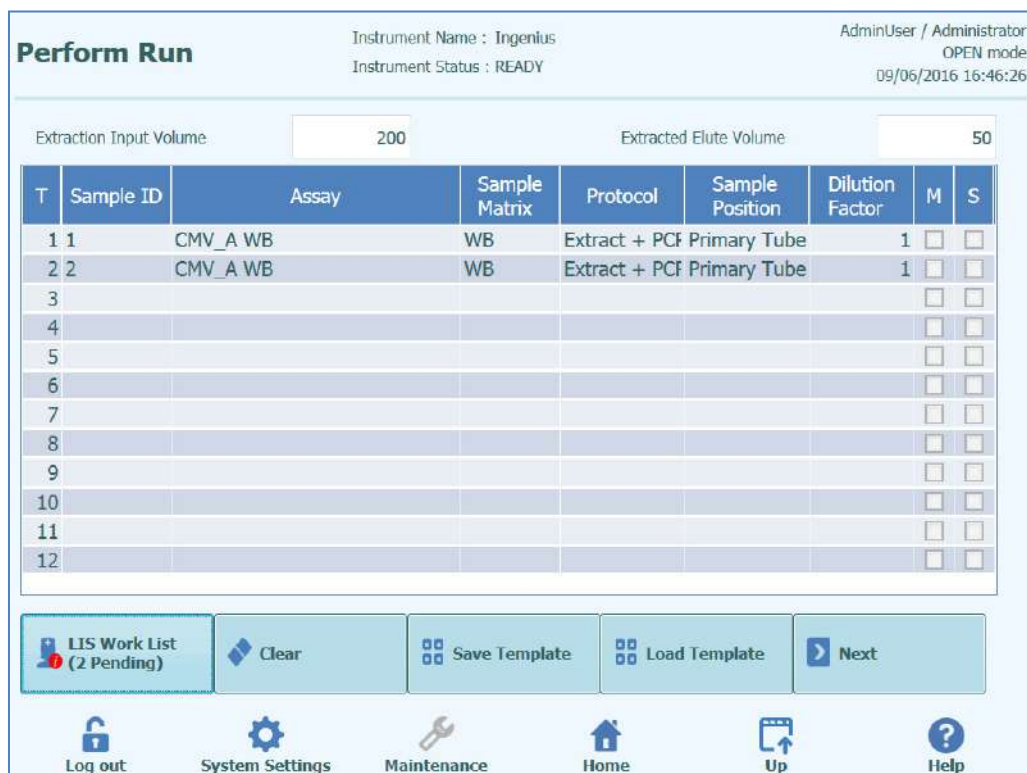 Perform Run
Instrument Name : Ingenius
Instrument Status : READY
AdminUser / Administrator
OPEN mode
09/06/2016 16:46:26
Extraction Input Volume 200 Extracted Elute Volume 50
T Sample ID Assay Sample Matrix Protocol Sample Position Dilution Factor M S
1 1 CMV_A WB WB Extract + PCF Primary Tube 1
2 2 CMV_A WB WB Extract + PCF Primary Tube 1
3
4
5
6
7
8
9
10
11
12
LIS Work List
(2 Pending)
Clear
Save Template
Load Template
Next
Log out System Settings Maintenance Home Up Help